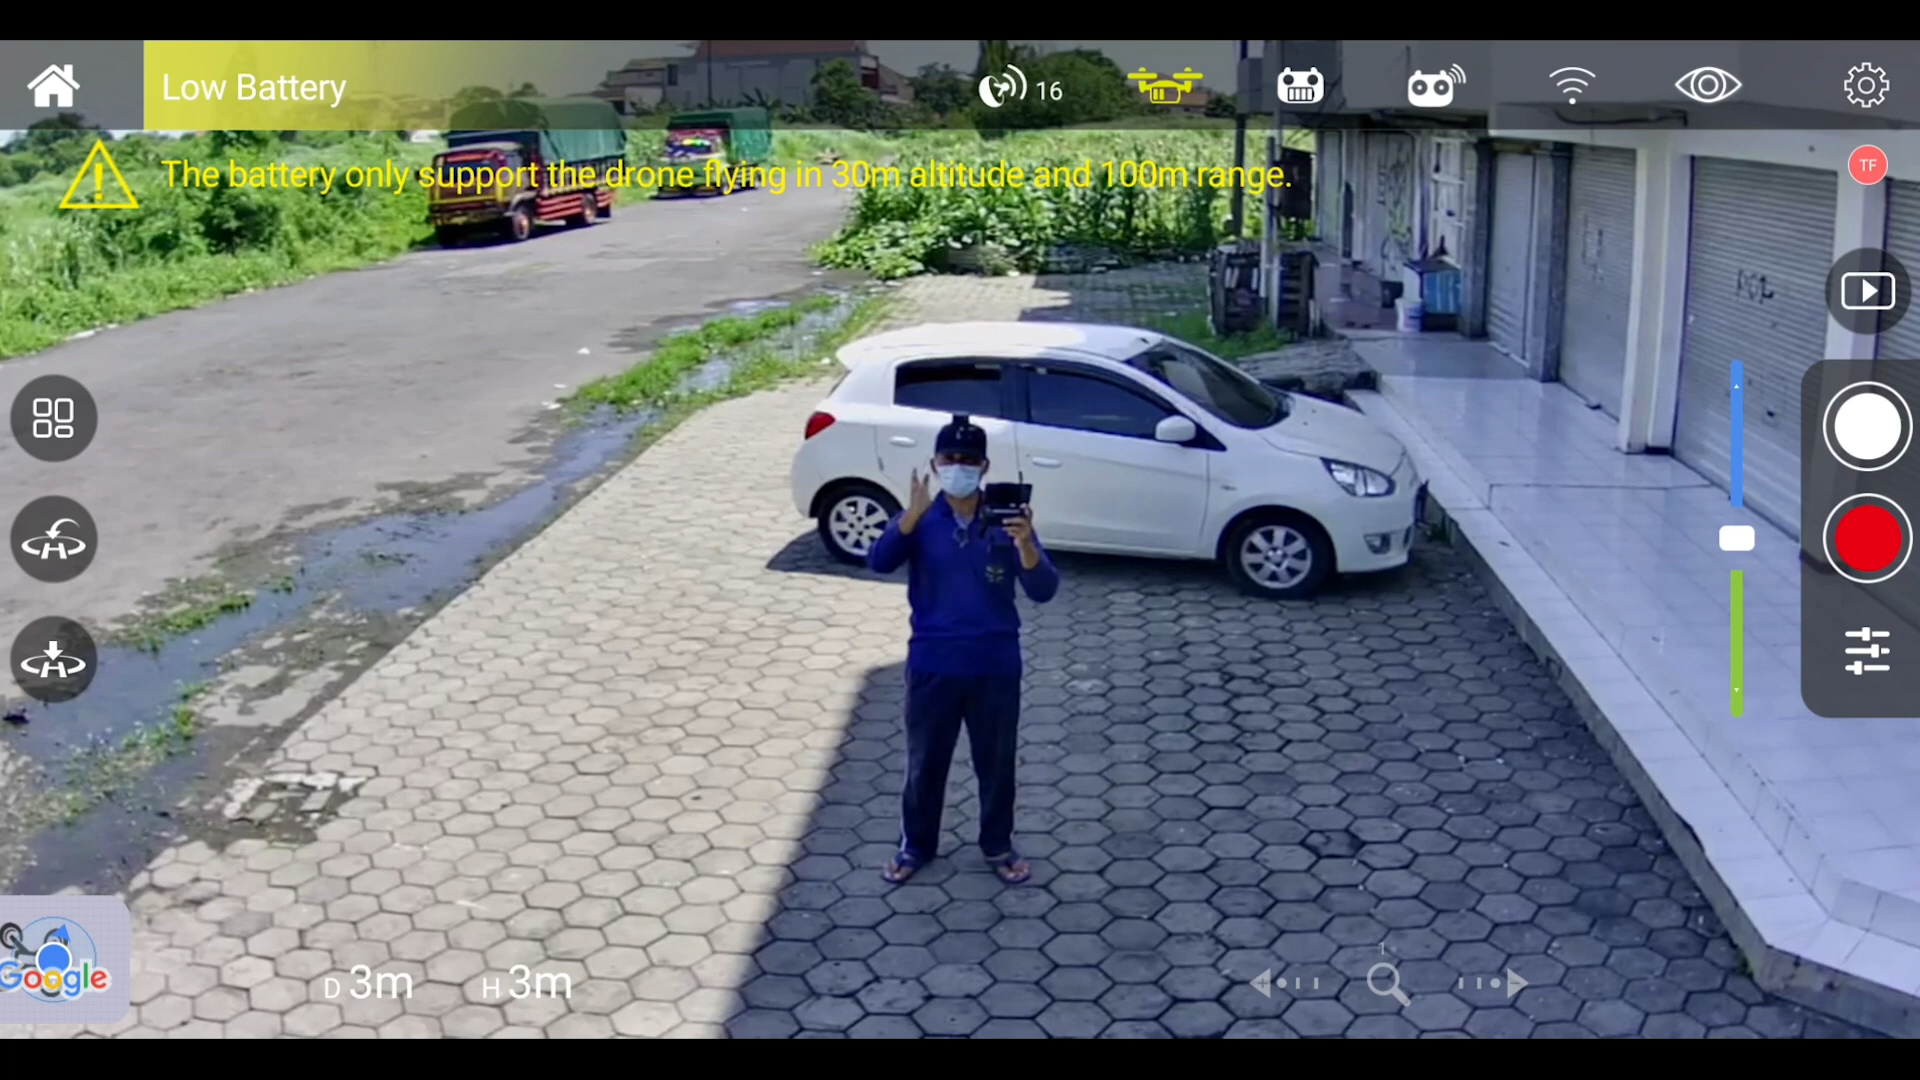 Low Battery
16
The battery only support the drone flying in 30m altitude and 100m range.
TF
1
D 3m
H 3m
Google